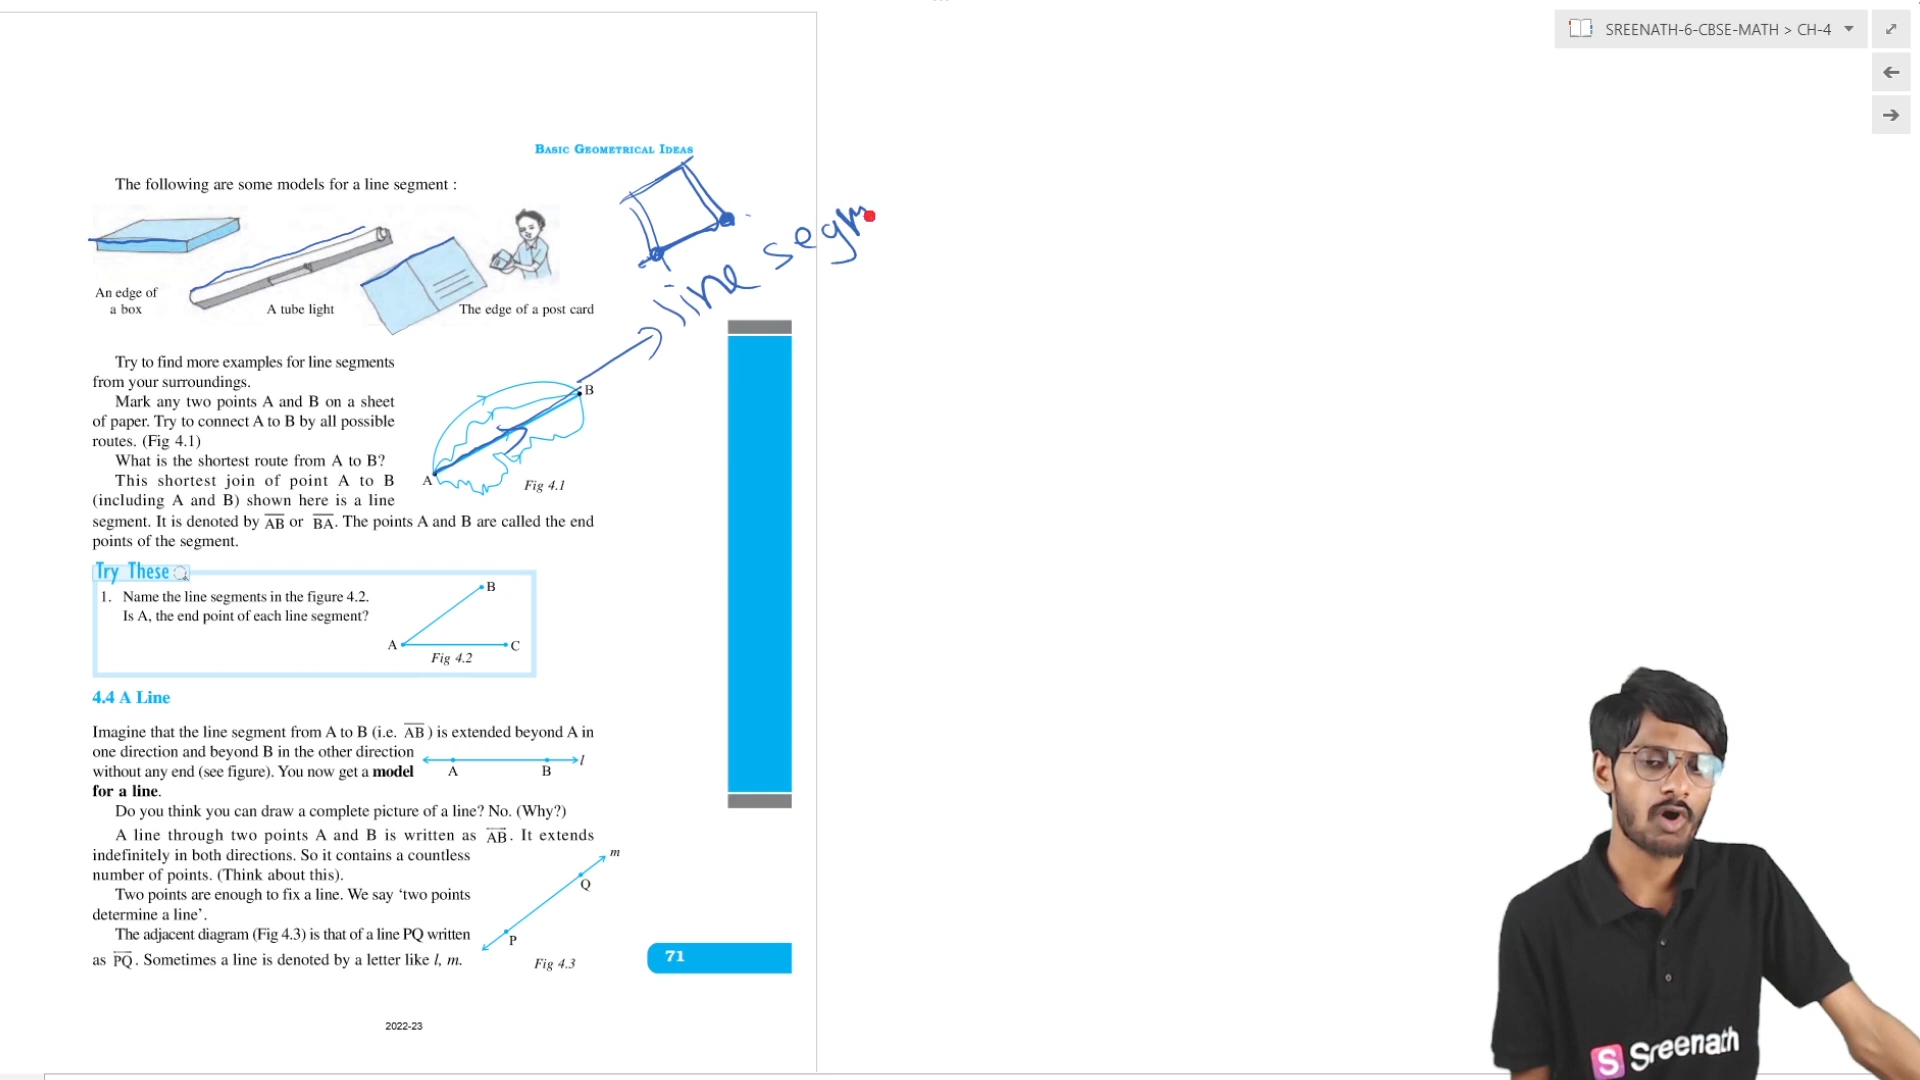 SREENATH-6-CBSE-MATH > CH-4
BASIC GEOMETRICAL IDEAS
The following are some models for a line segment :
An edge of
a box
A tube light
The edge of a post card
line segm
Try to find more examples for line segments
from your surroundings.
Mark any two points A and B on a sheet
of paper. Try to connect A to B by all possible
routes. (Fig 4.1)
What is the shortest route from A to B?
This shortest join of point A to B
(including A and B) shown here is a line
segment. It is denoted by A̅B̅ or B̅A̅. The points A and B are called the end
points of the segment.
B
A
Fig 4.1
Try These
1. Name the line segments in the figure 4.2.
Is A, the end point of each line segment?
B
A
C
Fig 4.2
4.4 A Line
Imagine that the line segment from A to B (i.e. A̅B̅) is extended beyond A in
one direction and beyond B in the other direction
without any end (see figure). You now get a model
for a line.
l
A B
Do you think you can draw a complete picture of a line? No. (Why?)
A line through two points A and B is written as AB. It extends
indefinitely in both directions. So it contains a countless
number of points. (Think about this).
Two points are enough to fix a line. We say ‘two points
determine a line’.
The adjacent diagram (Fig 4.3) is that of a line PQ written
as PQ. Sometimes a line is denoted by a letter like l, m.
m
Q
P
Fig 4.3
71
2022-23
S Sreenath